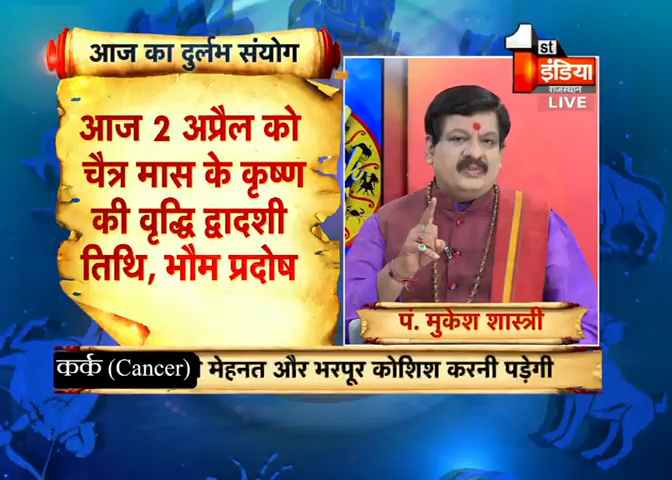 आज का दुर्लभ संयोग
आज 2 अप्रैल को
चैत्र मास के कृष्ण
की वृद्धि द्वादशी
तिथि, भौम प्रदोष
1st
इंडिया
राजस्थान
LIVE
पं. मुकेश शास्त्री
कर्क (Cancer)
मेहनत और भरपूर कोशिश करनी पड़ेगी